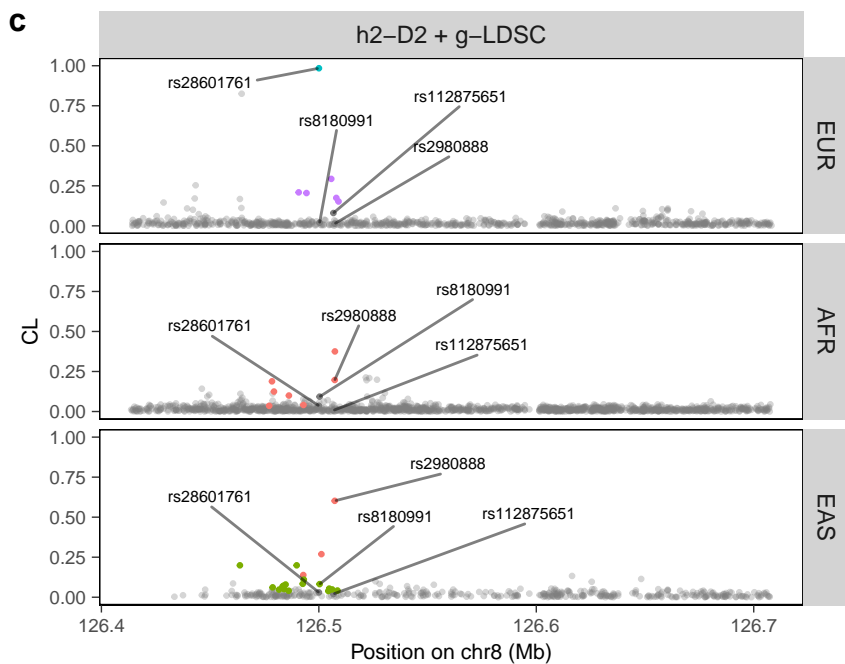 c
h2−D2 + g−LDSC
1.00
0.75
0.50
0.25
0.00
rs28601761
rs8180991
rs112875651
rs2980888
EUR
1.00
0.75
0.50
0.25
0.00
rs28601761
rs2980888
rs8180991
rs112875651
AFR
CL
1.00
0.75
0.50
0.25
0.00
rs28601761
rs2980888
rs8180991
rs112875651
EAS
126.4
126.5
126.6
126.7
Position on chr8 (Mb)